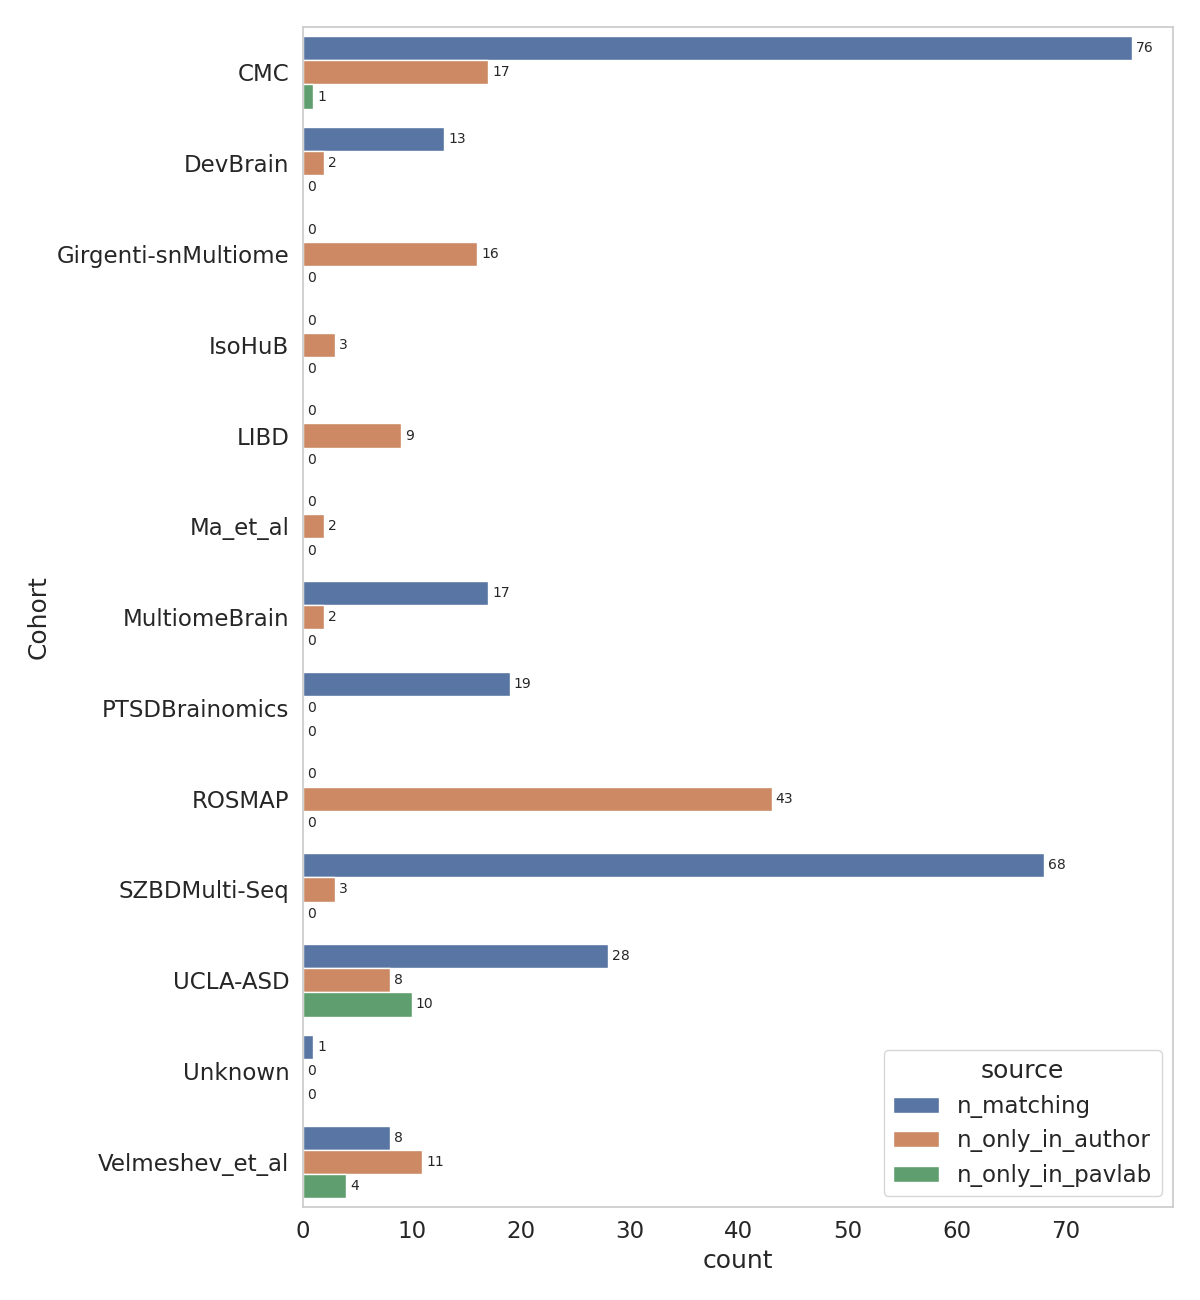 CMC
76
17
1
DevBrain
13
2
0
Girgenti-snMultiome
0
16
0
IsoHuB
0
3
0
LIBD
0
9
0
Ma_et_al
0
2
0
MultiomeBrain
17
2
0
PTSDBrainomics
19
0
0
ROSMAP
0
43
0
SZBDMulti-Seq
68
3
0
UCLA-ASD
28
8
10
Unknown
1
0
0
Velmeshev_et_al
8
11
4
Cohort
source
n_matching
n_only_in_author
n_only_in_pavlab
0 10 20 30 40 50 60 70
count